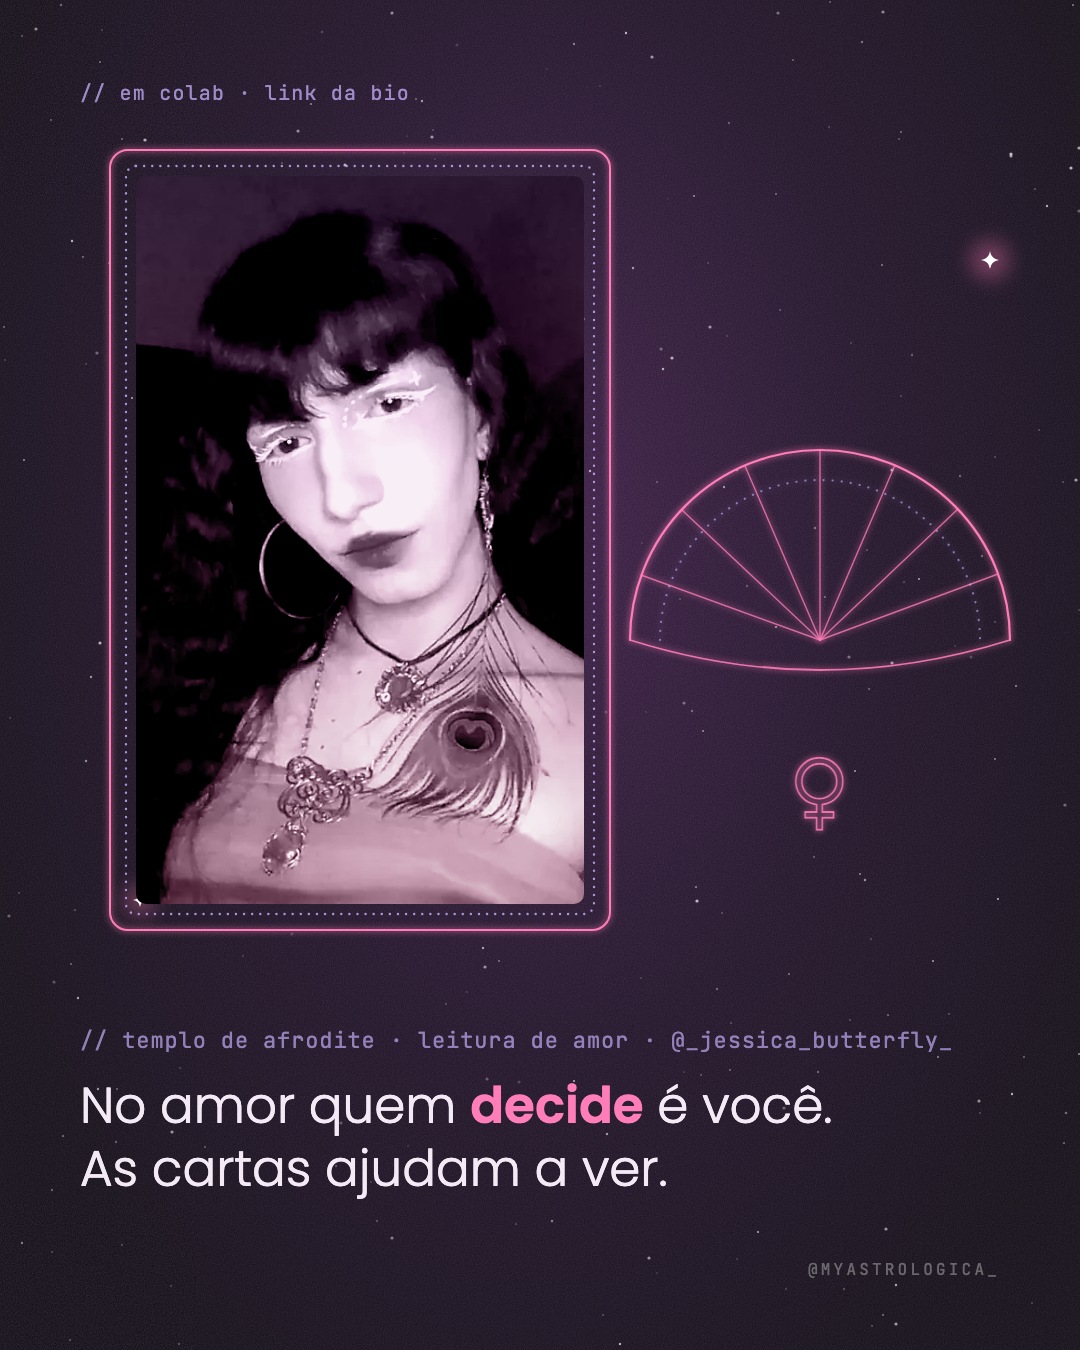 // em colab · link da bio
// templo de afrodite · leitura de amor · @_jessica_butterfly_
No amor quem decide é você.
As cartas ajudam a ver.
@MYASTROLOGICA_